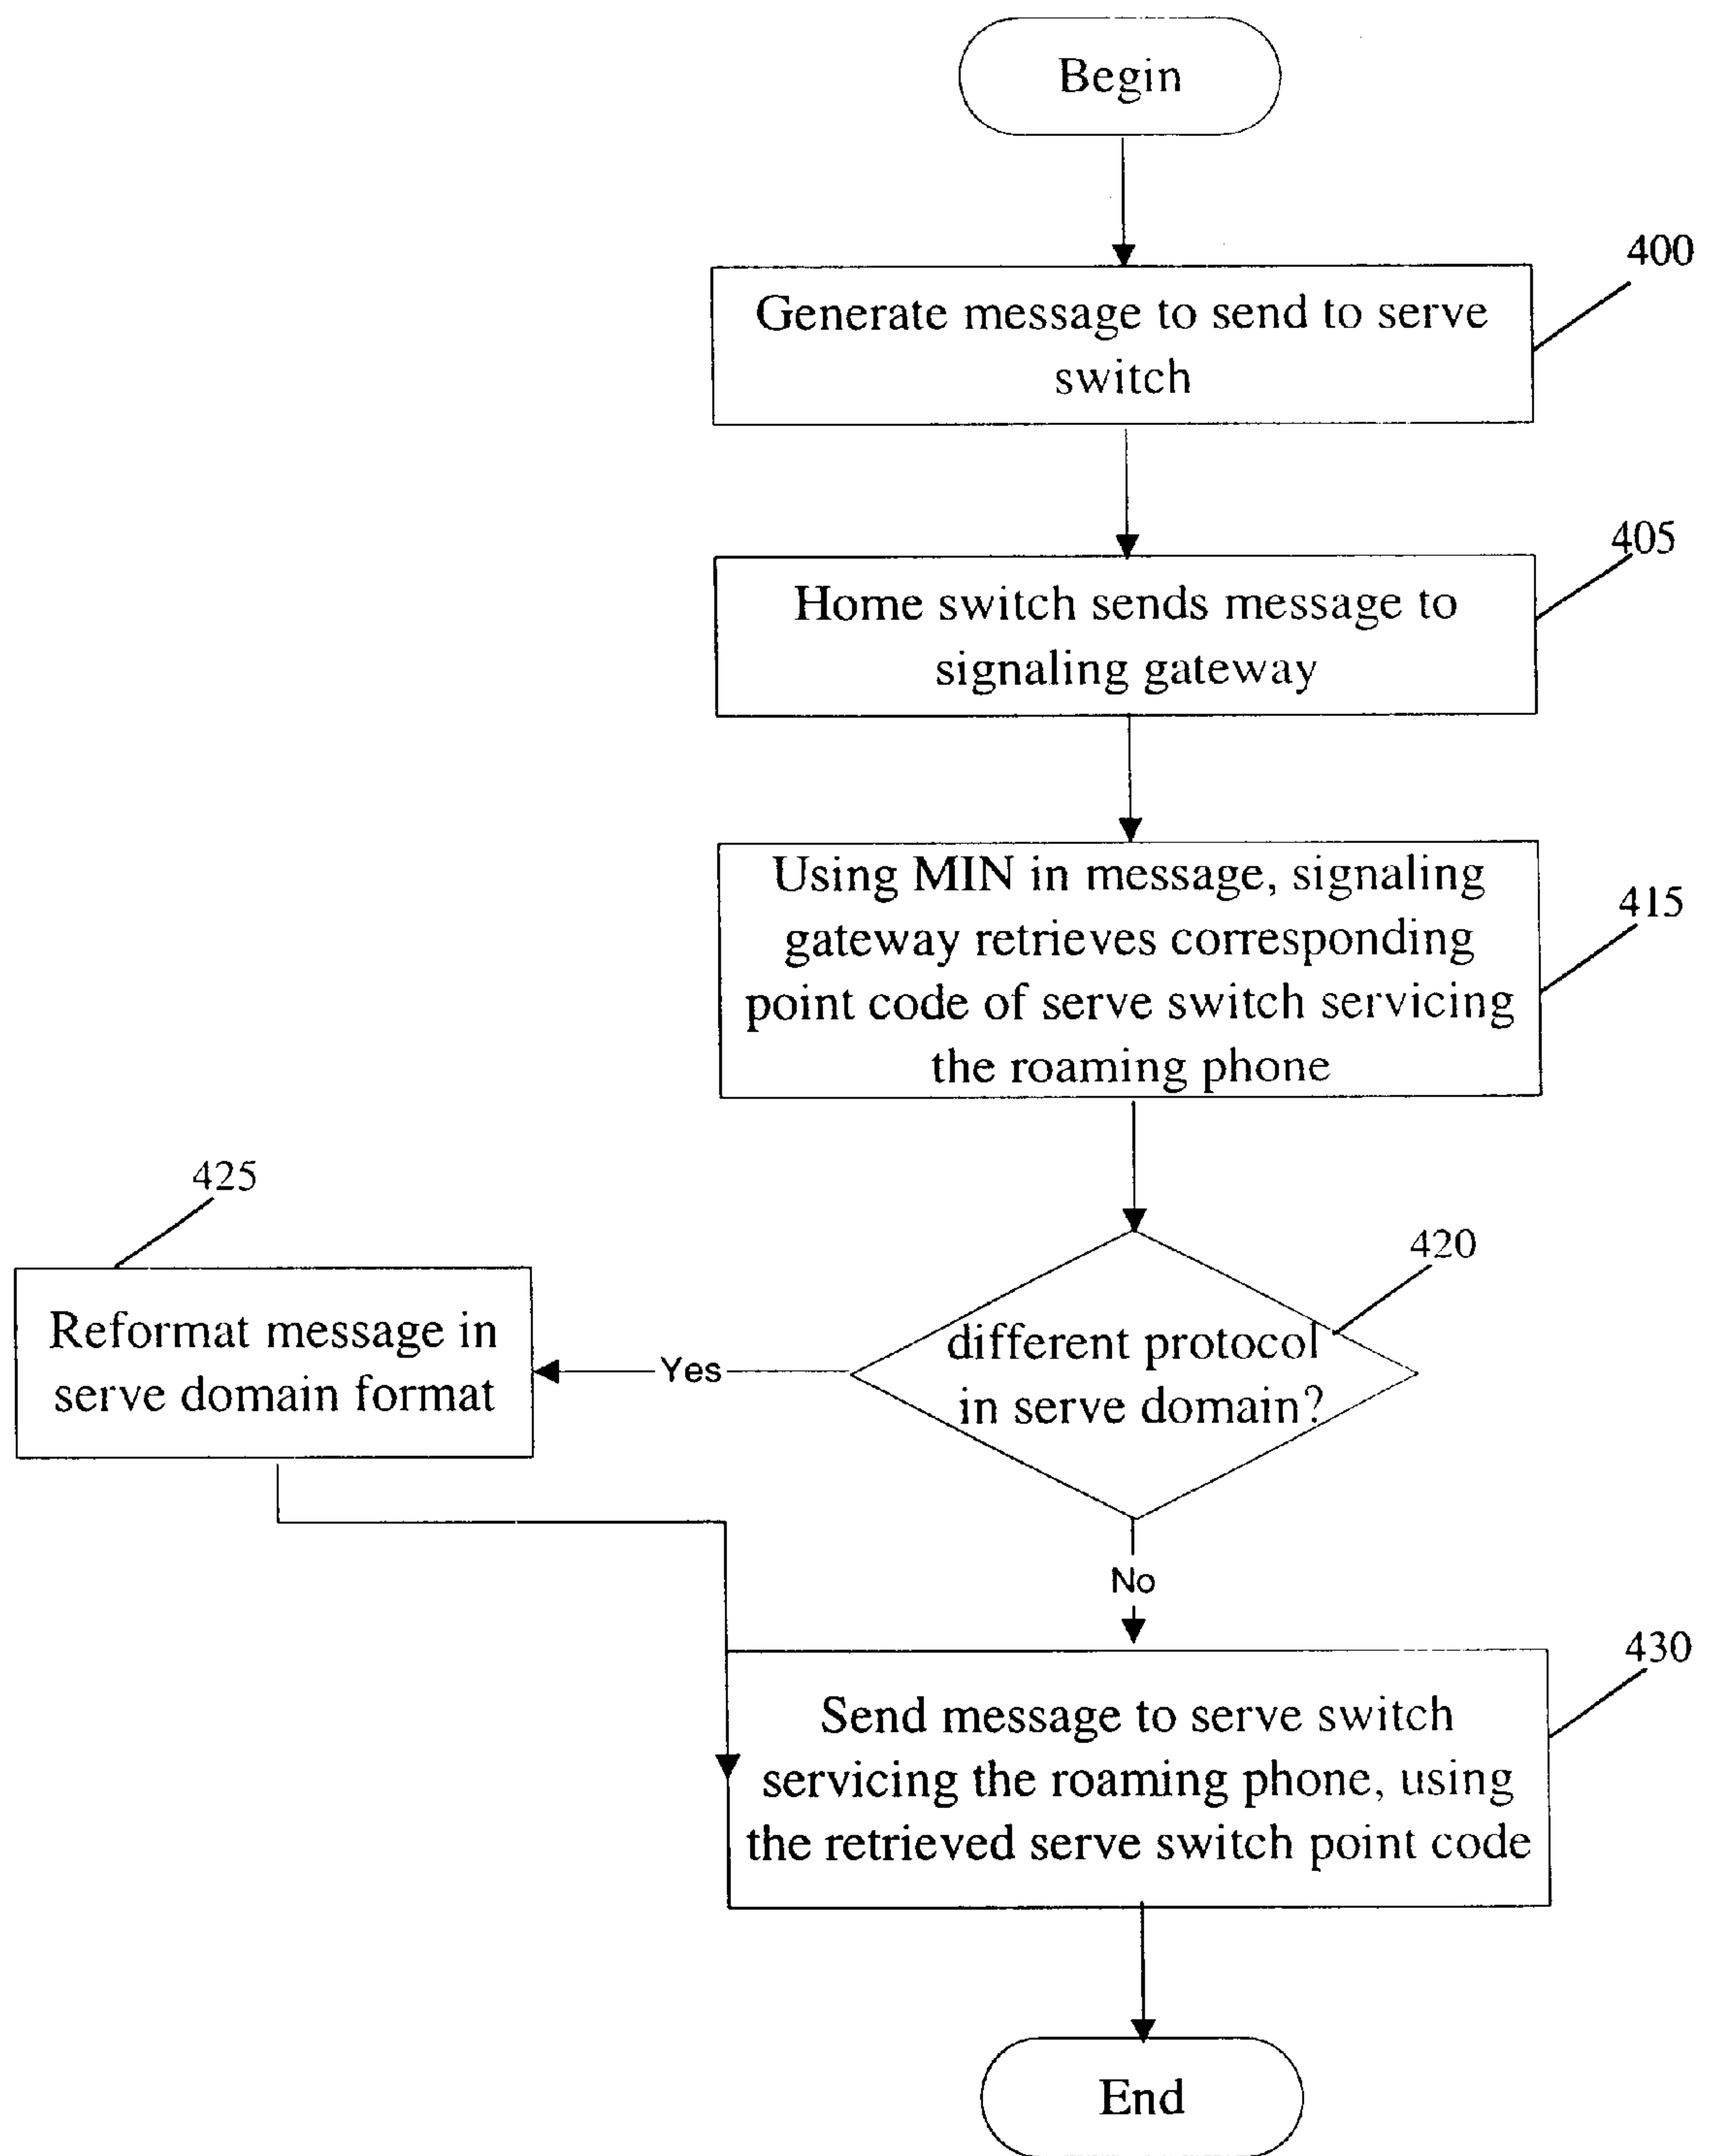 Begin
400
Generate message to send to serve
switch
405
Home switch sends message to
signaling gateway
415
Using MIN in message, signaling
gateway retrieves corresponding
point code of serve switch servicing
the roaming phone
425
420
Reformat message in
serve domain format
Yes
different protocol
in serve domain?
No
430
Send message to serve switch
servicing the roaming phone, using
the retrieved serve switch point code
End